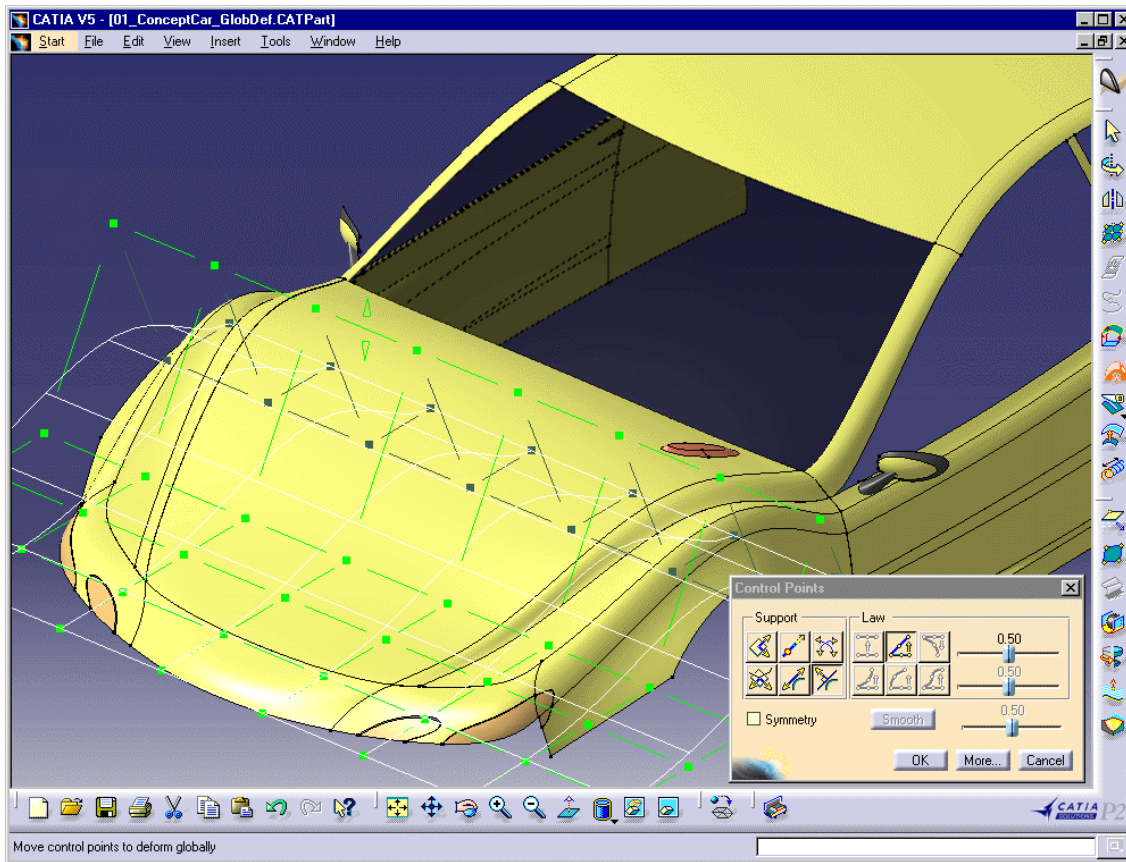 CATIA V5 - [01_ConceptCar_GlobDef.CATPart]
Start File Edit View Insert Tools Window Help
Control Points
Support Law
0.50
0.50
Symmetry Smooth 0.50
OK More... Cancel
CATIA P2
SOLUTIONS
Move control points to deform globally